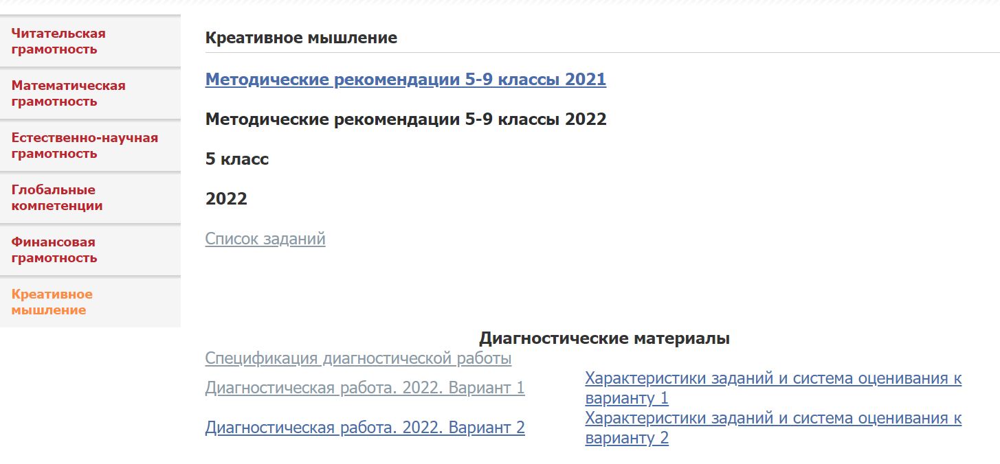 Читательская
грамотность
Математическая
грамотность
Естественно-научная
грамотность
Глобальные
компетенции
Финансовая
грамотность
Креативное
мышление
Креативное мышление
Методические рекомендации 5-9 классы 2021
Методические рекомендации 5-9 классы 2022
5 класс
2022
Список заданий
Диагностические материалы
Спецификация диагностической работы
Диагностическая работа. 2022. Вариант 1
Характеристики заданий и система оценивания к
варианту 1
Диагностическая работа. 2022. Вариант 2
Характеристики заданий и система оценивания к
варианту 2